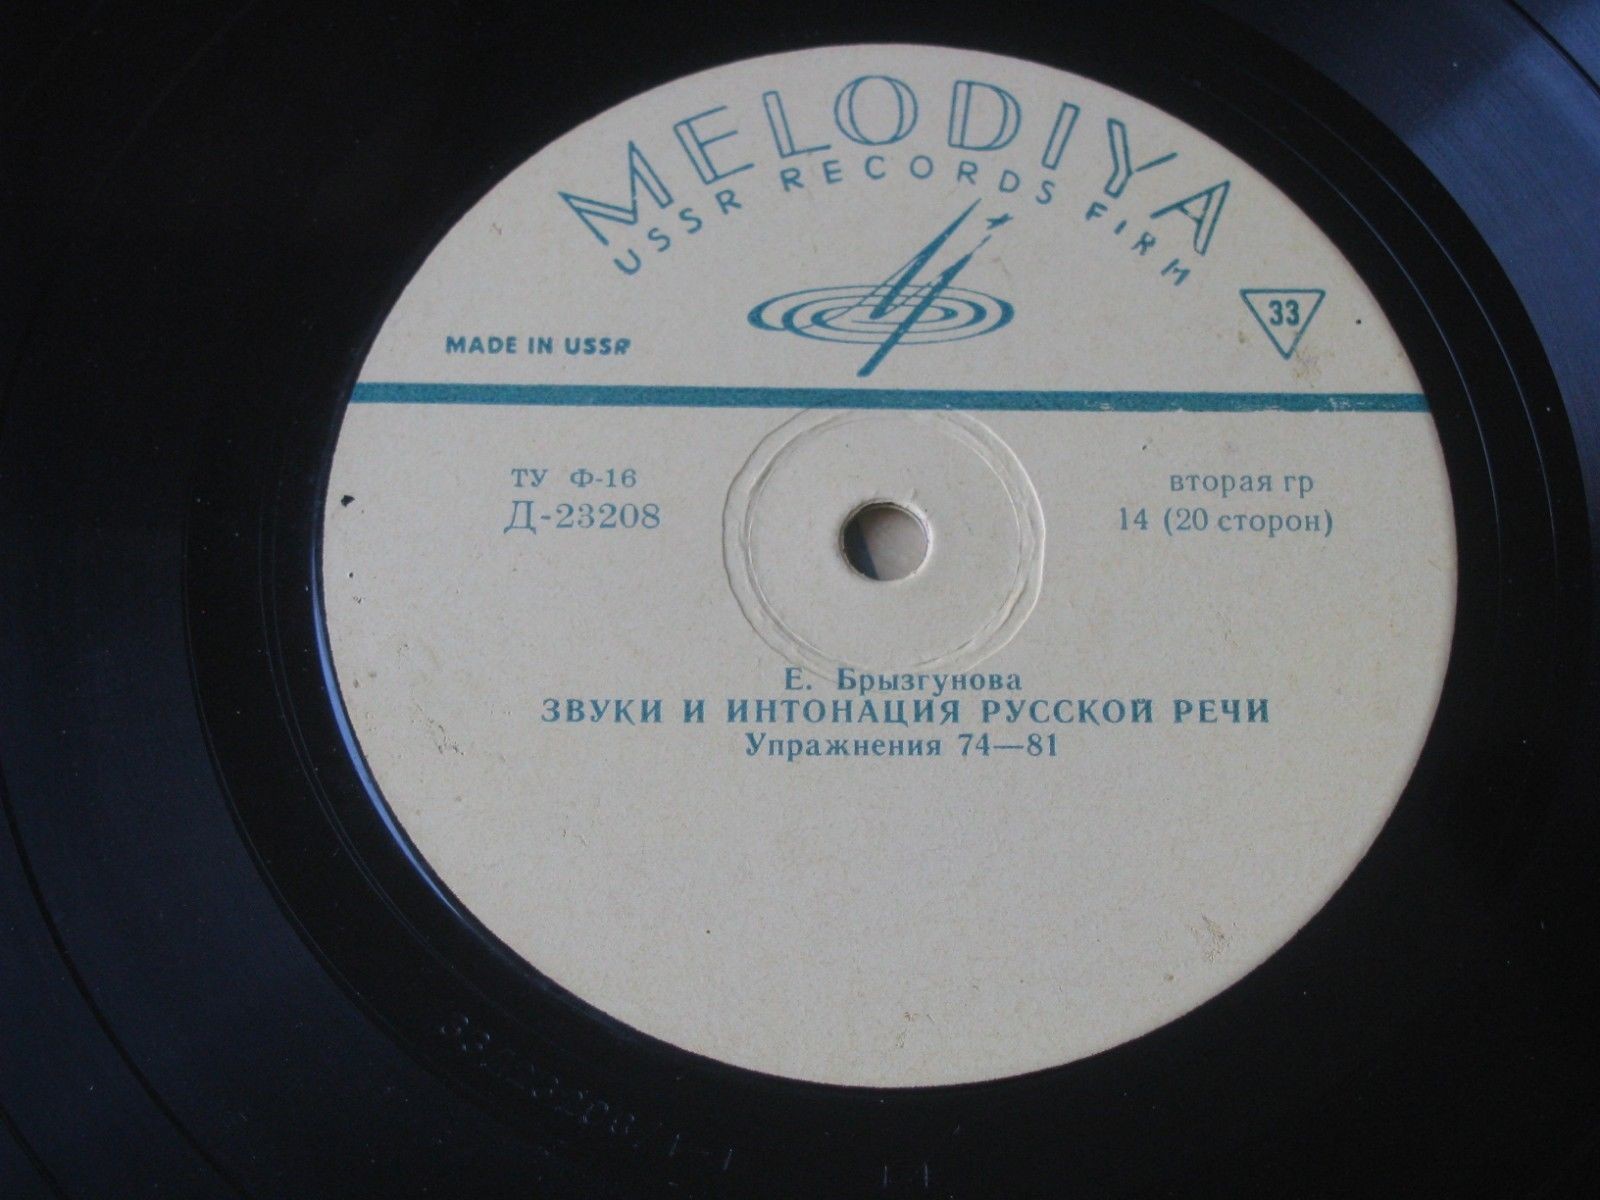 MELODIYA
USSR RECORDS FIRM
33
MADE IN USSR
ТУ Ф-16
Д-23208
вторая гр
14 (20 сторон)
Е. Брызгунова
ЗВУКИ И ИНТОНАЦИЯ РУССКОЙ РЕЧИ
Упражнения 74—81